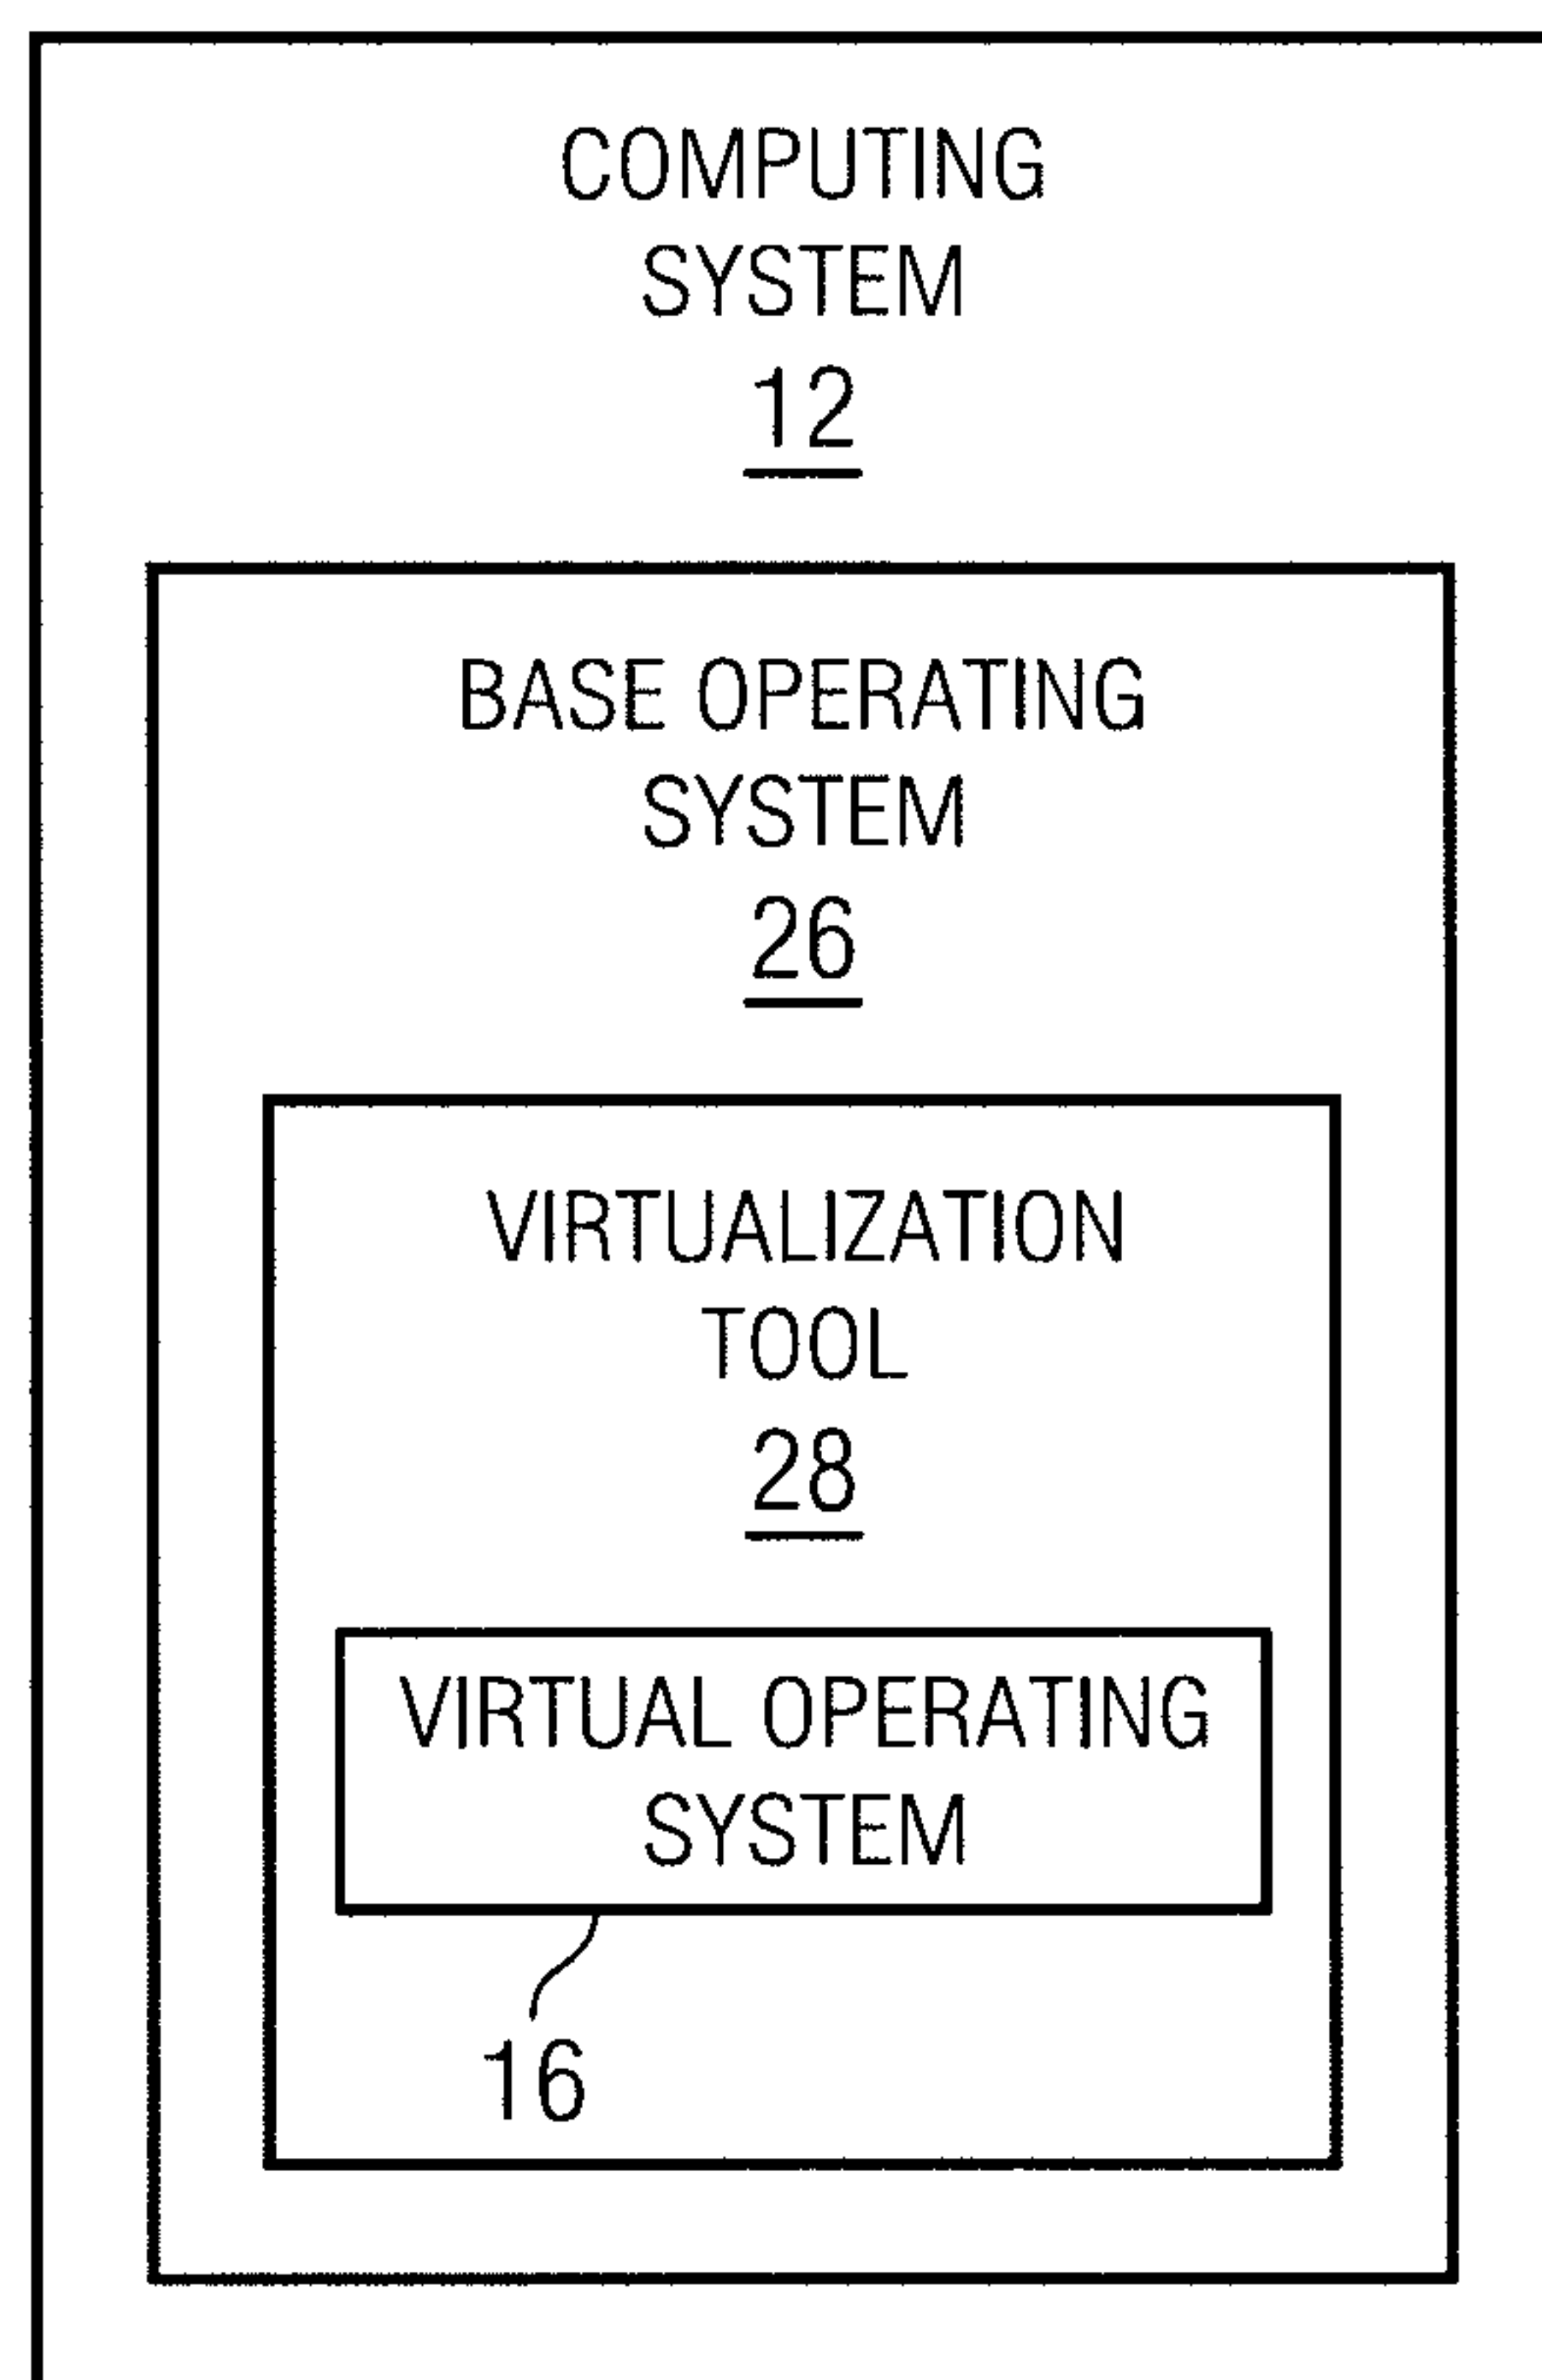 COMPUTING
SYSTEM
12
BASE OPERATING
SYSTEM
26
VIRTUALIZATION
TOOL
28
VIRTUAL OPERATING
SYSTEM
16